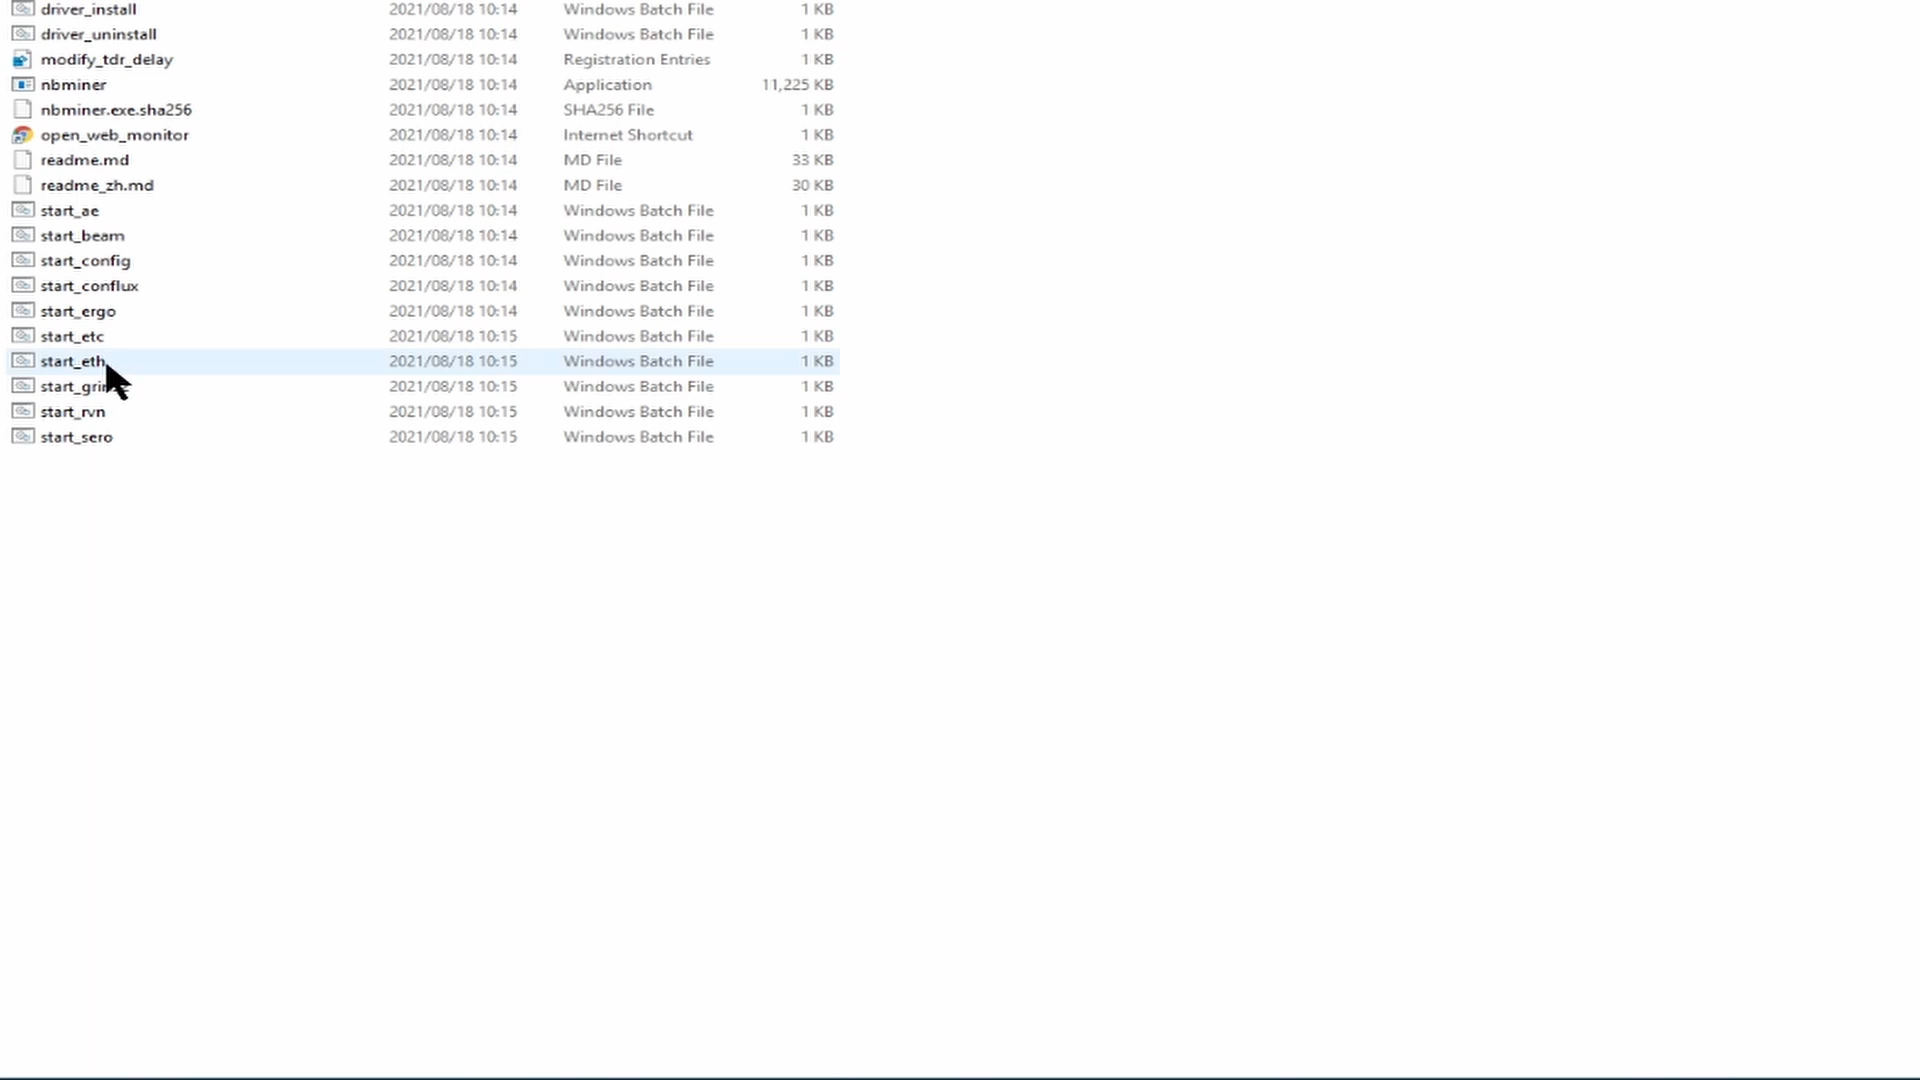 driver_install 2021/08/18 10:14 Windows Batch File 1 KB
driver_uninstall 2021/08/18 10:14 Windows Batch File 1 KB
modify_tdr_delay 2021/08/18 10:14 Registration Entries 1 KB
nbminer 2021/08/18 10:14 Application 11,225 KB
nbminer.exe.sha256 2021/08/18 10:14 SHA256 File 1 KB
open_web_monitor 2021/08/18 10:14 Internet Shortcut 1 KB
readme.md 2021/08/18 10:14 MD File 33 KB
readme_zh.md 2021/08/18 10:14 MD File 30 KB
start_ae 2021/08/18 10:14 Windows Batch File 1 KB
start_beam 2021/08/18 10:14 Windows Batch File 1 KB
start_config 2021/08/18 10:14 Windows Batch File 1 KB
start_conflux 2021/08/18 10:14 Windows Batch File 1 KB
start_ergo 2021/08/18 10:14 Windows Batch File 1 KB
start_etc 2021/08/18 10:15 Windows Batch File 1 KB
start_eth 2021/08/18 10:15 Windows Batch File 1 KB
2021/08/18 10:15 Windows Batch File 1 KB
start_rvn 2021/08/18 10:15 Windows Batch File 1 KB
start_sero 2021/08/18 10:15 Windows Batch File 1 KB